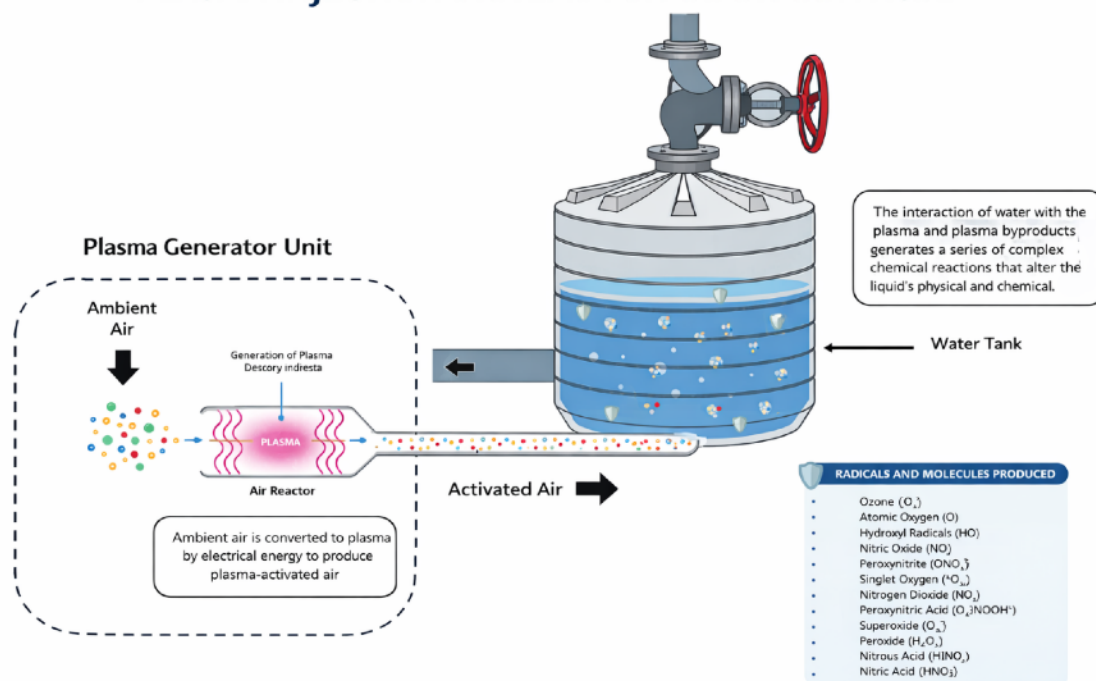 Plasma Generator Unit
Ambient
Air
Generation of Plasma
Descory indresta
PLASMA
Air Reactor
Ambient air is converted to plasma
by electrical energy to produce
plasma-activated air
Activated Air
The interaction of water with the
plasma and plasma byproducts
generates a series of complex
chemical reactions that alter the
liquid's physical and chemical.
Water Tank
RADICALS AND MOLECULES PRODUCED
Ozone
Atomic Oxygen (O)
Hydroxyl Radicals (HO)
Nitric Oxide (NO)
Peroxynitrite
Singlet Oxygen
Nitrogen Dioxide
Peroxynitric Acid
Superoxide
Peroxide
Nitrous Acid
Nitric Acid